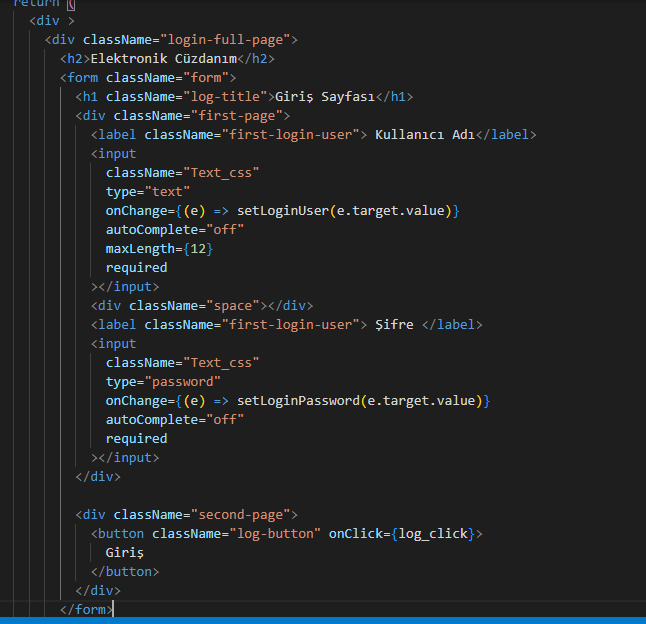 return (
<div >
<div className="login-full-page">
<h2>Elektronik Cüzdanım</h2>
<form className="form">
<h1 className="log-title">Giriş Sayfası</h1>
<div className="first-page">
<label className="first-login-user"> Kullanıcı Adı</label>
<input
className="Text_css"
type="text"
onChange={(e) => setLoginUser(e.target.value)}
autoComplete="off"
maxLength={12}
required
></input>
<div className="space"></div>
<label className="first-login-user"> Şifre </label>
<input
className="Text_css"
type="password"
onChange={(e) => setLoginPassword(e.target.value)}
autoComplete="off"
required
></input>
</div>
<div className="second-page">
<button className="log-button" onClick={log_click}>
Giriş
</button>
</div>
</form>